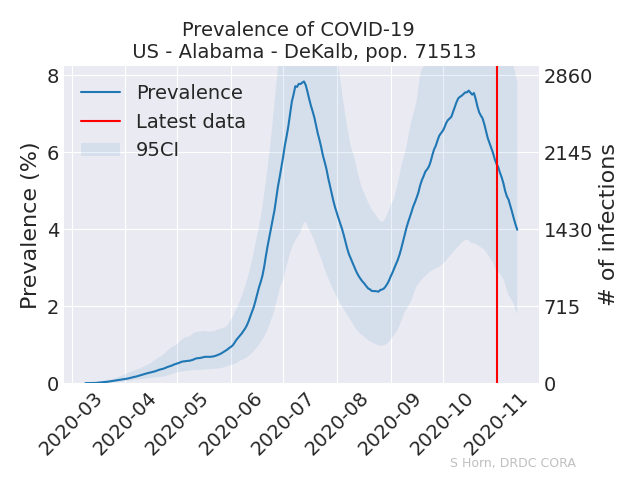 Prevalence of COVID-19
US - Alabama - DeKalb, pop. 71513
Prevalence
Latest data
95CI
Prevalence (%)
8
6
4
2
0
2860
2145
1430
715
0
# of infections
2020-03
2020-04
2020-05
2020-06
2020-07
2020-08
2020-09
2020-10
2020-11
S Horn, DRDC CORA